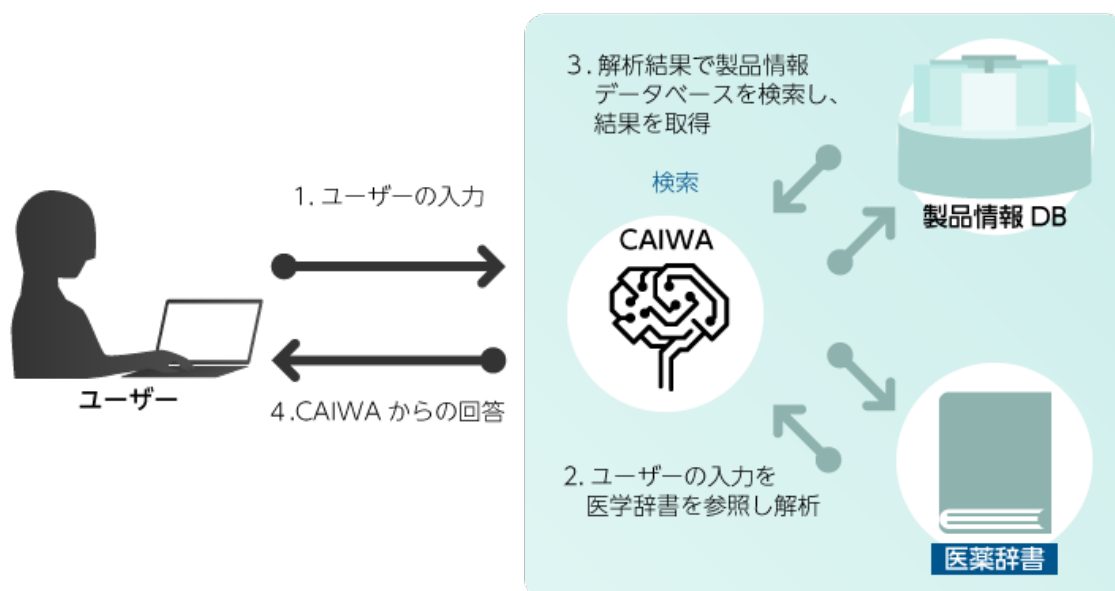 3. 解析結果で製品情報
データベースを検索し、
結果を取得
検索
1. ユーザーの入力
CAIWA
製品情報 DB
ユーザー
4.CAIWA からの回答
2. ユーザーの入力を
医学辞書を参照し解析
医薬辞書